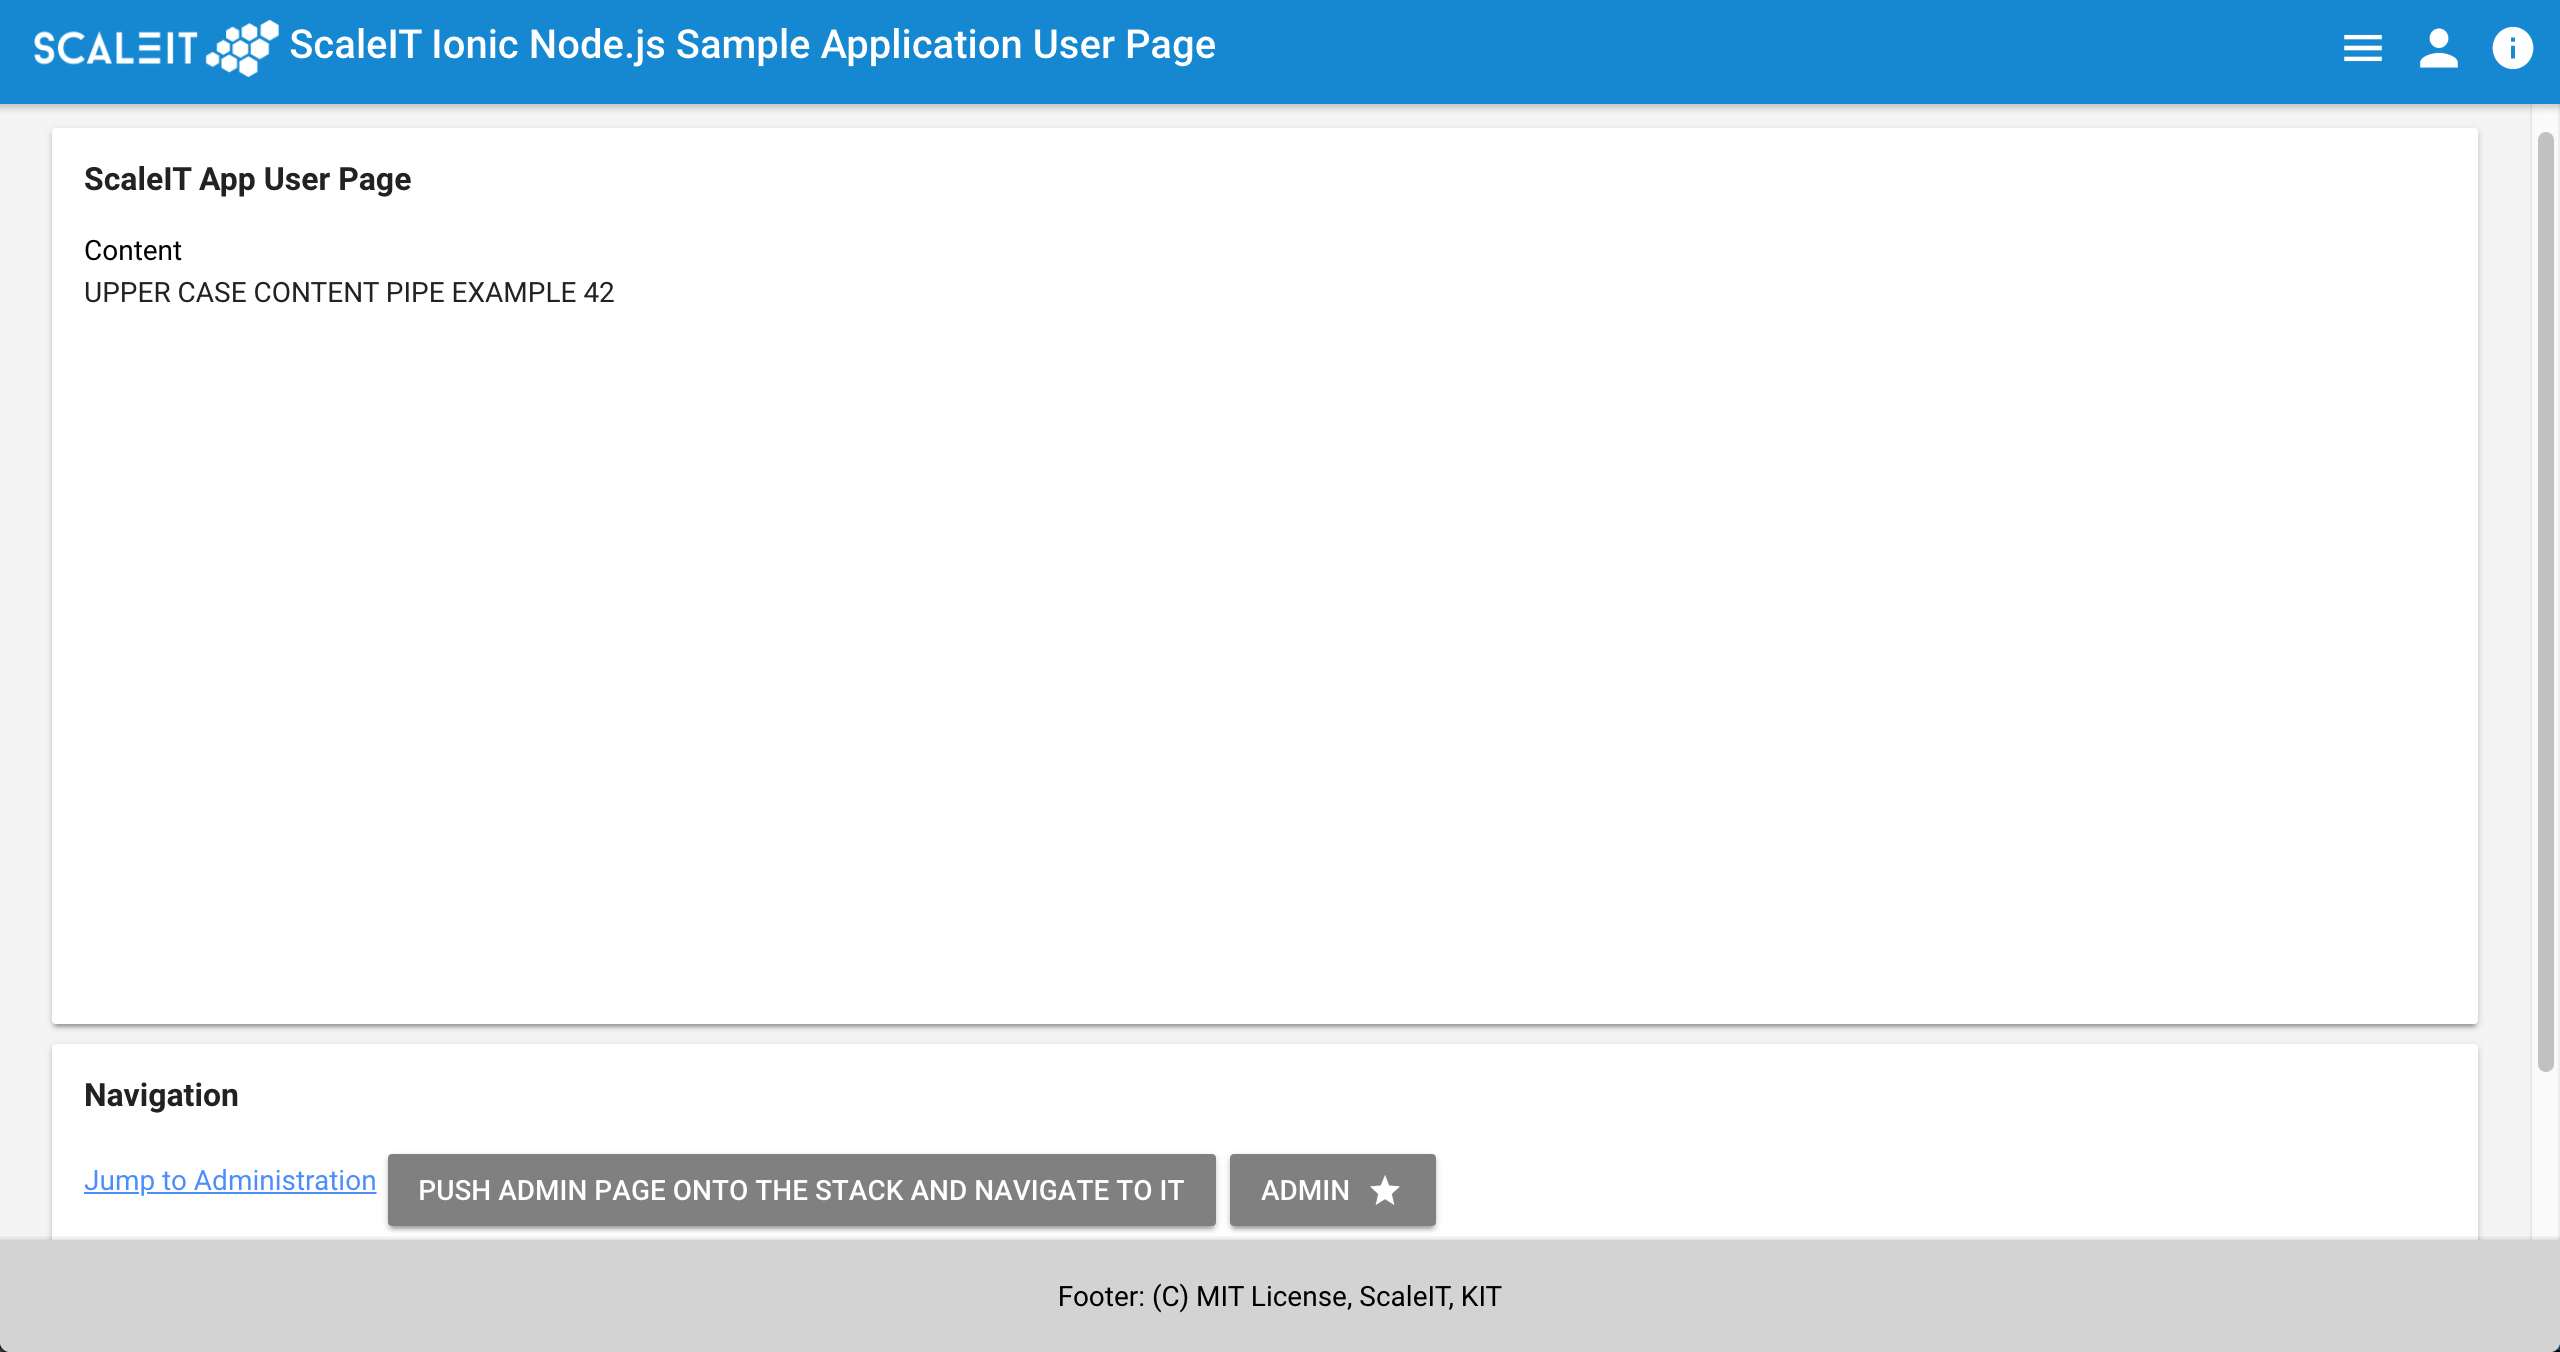 SCALEIT ScaleIT Ionic Node.js Sample Application User Page
ScaleIT App User Page
Content
UPPER CASE CONTENT PIPE EXAMPLE 42
Navigation
Jump to Administration PUSH ADMIN PAGE ONTO THE STACK AND NAVIGATE TO IT ADMIN
Footer: (C) MIT License, ScaleIT, KIT